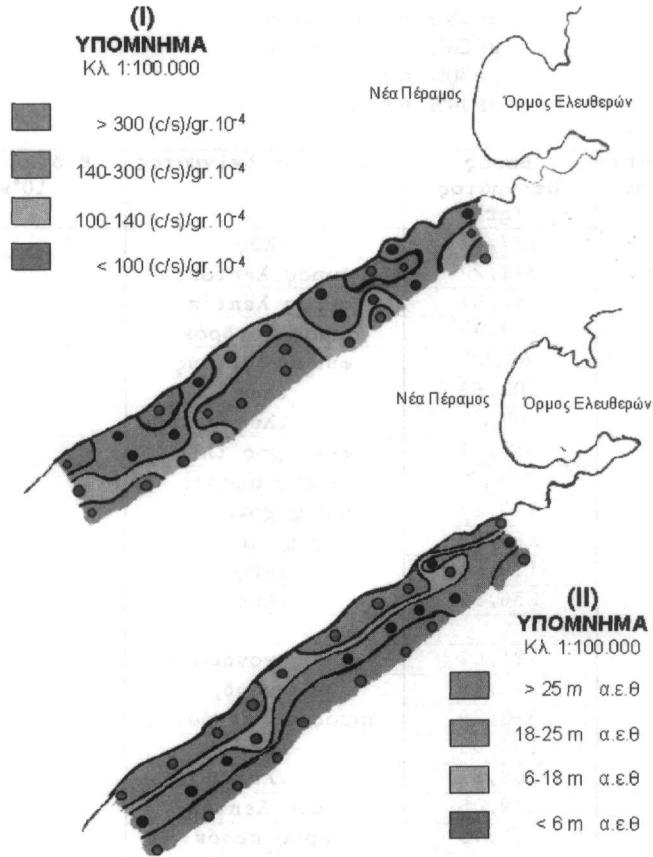 (I)
ΥΠΟΜΝΗΜΑ
Κλ. 1:100.000
> 300 (c/s)/gr.10⁻⁴
140-300 (c/s)/gr.10⁻⁴
100-140 (c/s)/gr.10⁻⁴
< 100 (c/s)/gr.10⁻⁴
Νέα Πέραμος
Όρμος Ελευθερών
Νέα Πέραμος
Όρμος Ελευθερών
(II)
ΥΠΟΜΝΗΜΑ
Κλ. 1:100.000
> 25 m α.ε.θ
18-25 m α.ε.θ
6-18 m α.ε.θ
< 6 m α.ε.θ